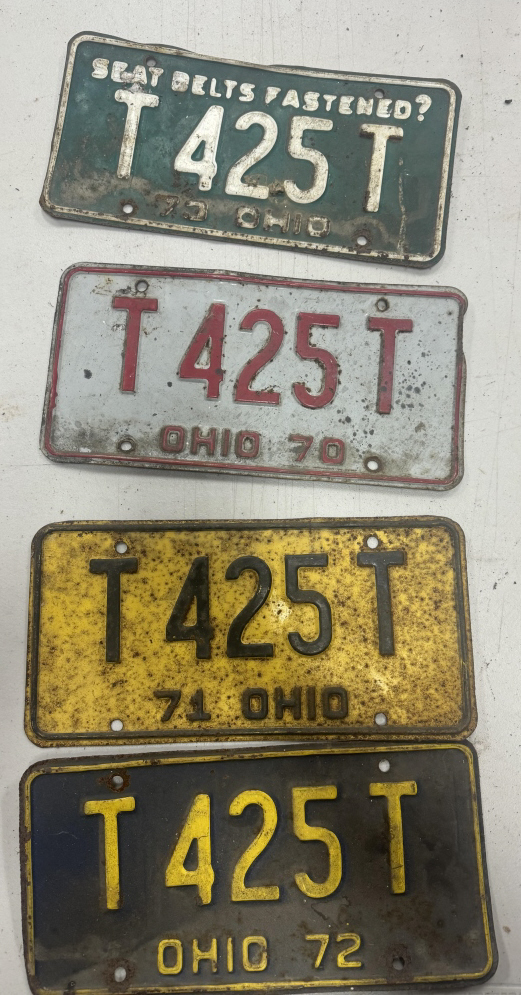 SEAT BELTS FASTENED?
T 425 T
73 OHIO
T 425 T
OHIO 70
T 425 T
71 OHIO
T 425 T
OHIO 72